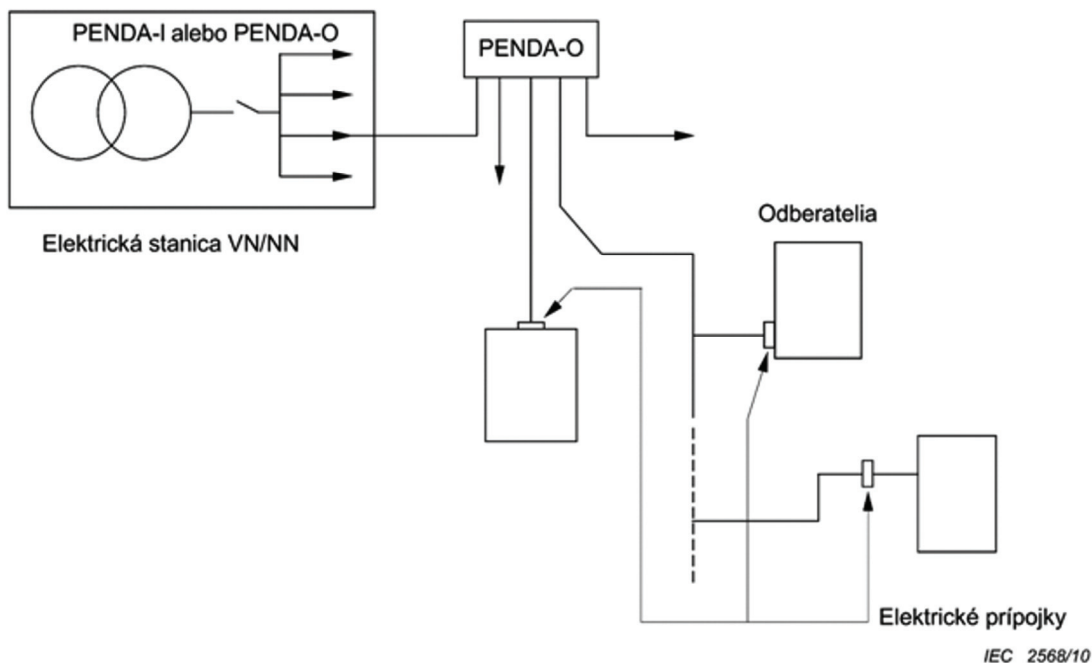 PENDA-I alebo PENDA-O
PENDA-O
Elektrická stanica VN/NN
Odberatelia
Elektrické prípojky
IEC 2568/10